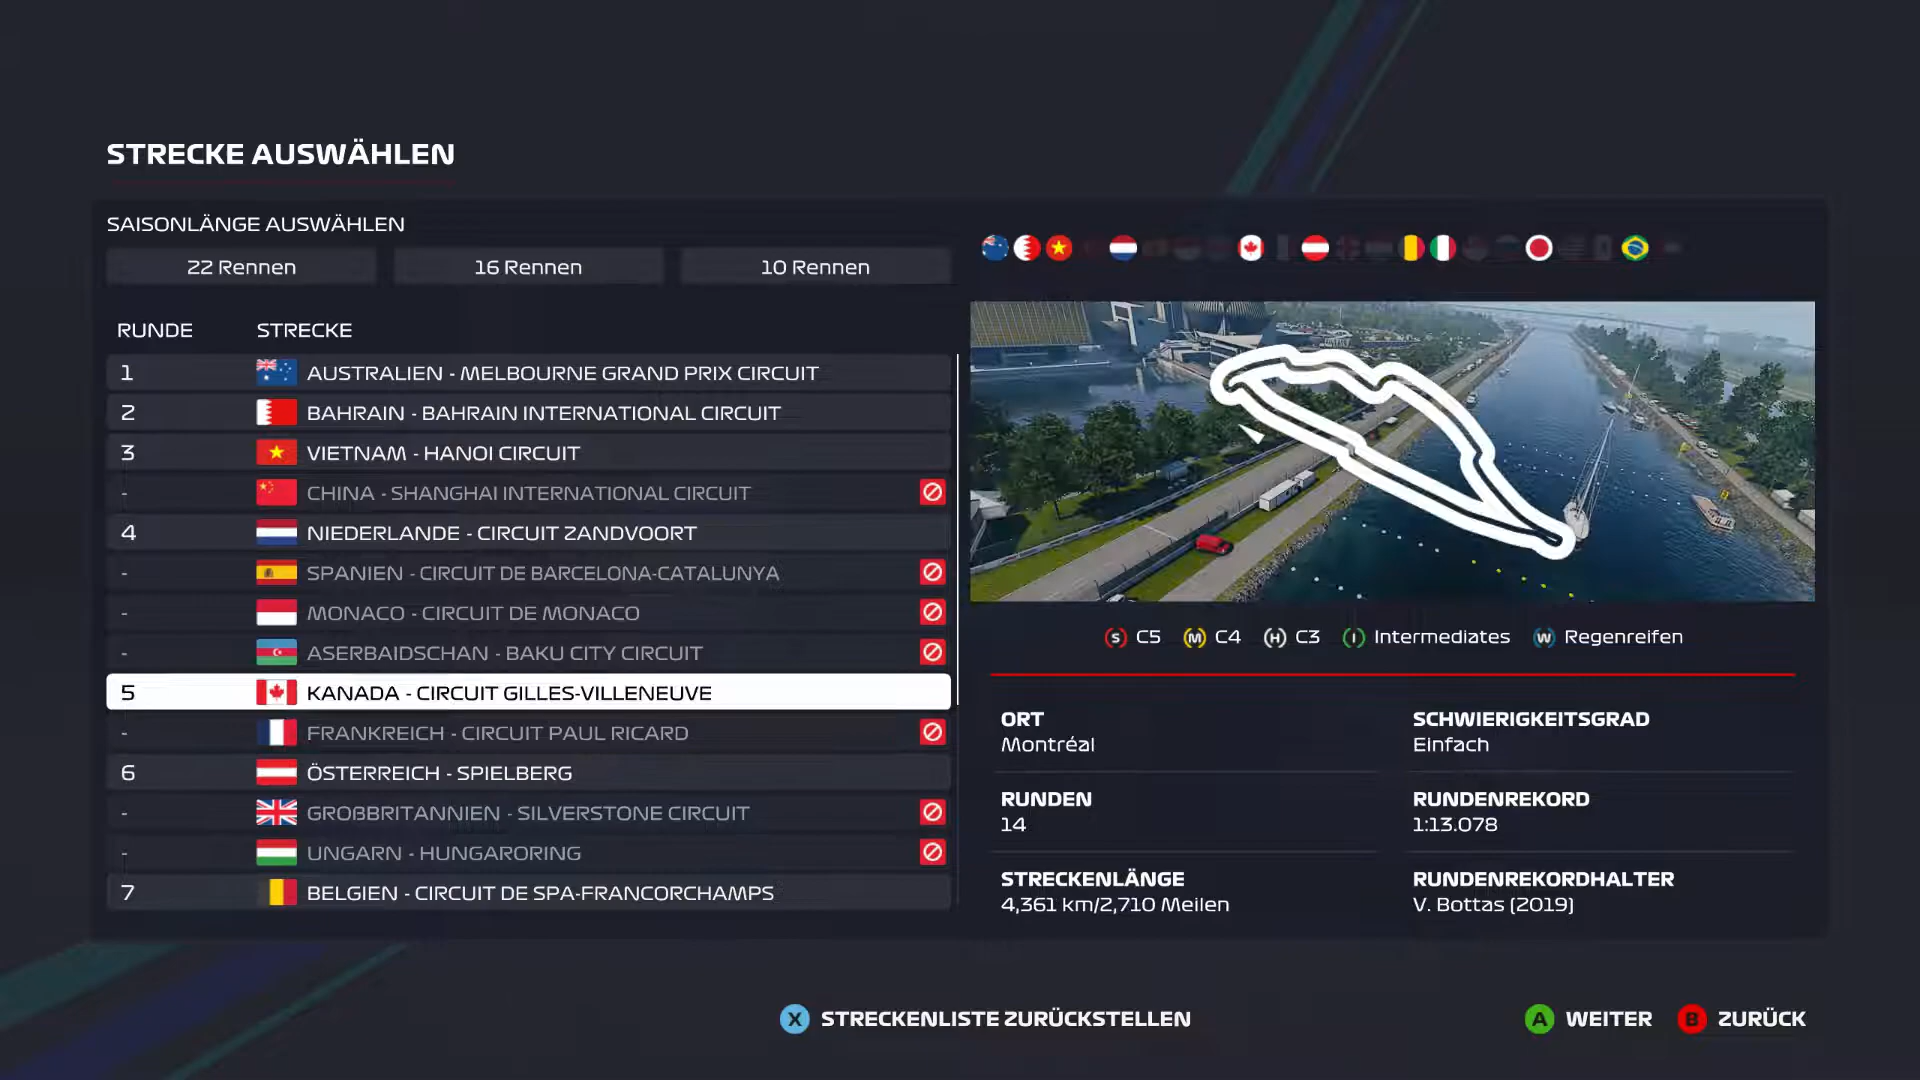 STRECKE AUSWÄHLEN
SAISONLÄNGE AUSWÄHLEN
22 Rennen
16 Rennen
10 Rennen
RUNDE STRECKE
1 AUSTRALIEN - MELBOURNE GRAND PRIX CIRCUIT
2 BAHRAIN - BAHRAIN INTERNATIONAL CIRCUIT
3 VIETNAM - HANOI CIRCUIT
- CHINA - SHANGHAI INTERNATIONAL CIRCUIT
4 NIEDERLANDE - CIRCUIT ZANDVOORT
- SPANIEN - CIRCUIT DE BARCELONA-CATALUNYA
- MONACO - CIRCUIT DE MONACO
- ASERBAIDSCHAN - BAKU CITY CIRCUIT
5 KANADA - CIRCUIT GILLES-VILLENEUVE
- FRANKREICH - CIRCUIT PAUL RICARD
6 ÖSTERREICH - SPIELBERG
- GROßBRITANNIEN - SILVERSTONE CIRCUIT
- UNGARN - HUNGARORING
7 BELGIEN - CIRCUIT DE SPA-FRANCORCHAMPS
S C5 M C4 H C3 I Intermediates W Regenreifen
ORT
Montréal
SCHWIERIGKEITSGRAD
Einfach
RUNDEN
14
RUNDENREKORD
1:13.078
STRECKENLÄNGE
4,361 km/2,710 Meilen
RUNDENREKORDHALTER
V. Bottas (2019)
X STRECKENLISTE ZURÜCKSTELLEN
A WEITER
B ZURÜCK